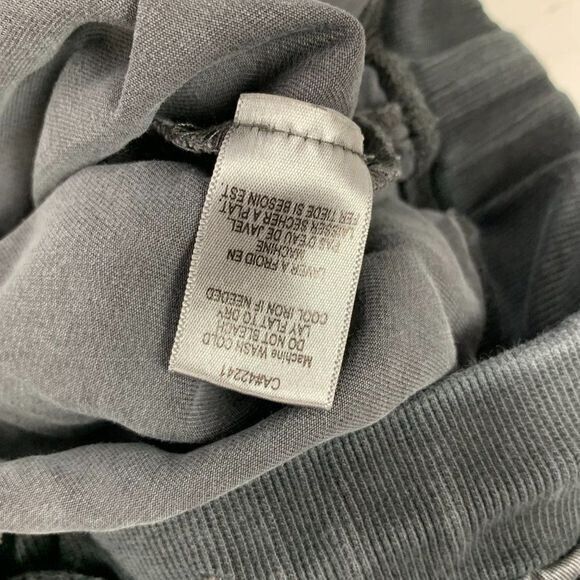 CA#42241
Machine WASH COLD
DO NOT BLEACH
LAY FLAT TO DRY
COOL IRON IF NEEDED
LAVER A FROID EN
MACHINE
PAS D'EAU DE JAVEL
LAISSER SECHER A PLAT
FER TIEDE SI BESOIN EST